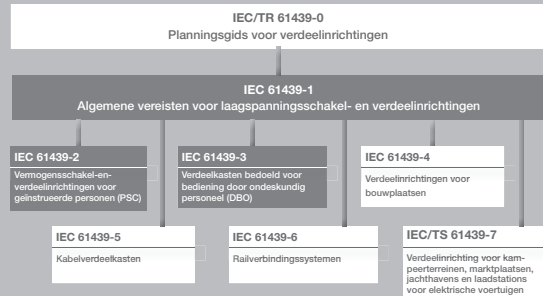 IEC/TR 61439-0
Planningsgids voor verdeelinrichtingen
IEC 61439-1
Algemene vereisten voor laagspanningsschakel- en verdeelinrichtingen
IEC 61439-2
Vermogensschakel-en-
verdeelinrichtingen voor
geïnstrueerde personen (PSC)
IEC 61439-3
Verdeelkasten bedoeld voor
bediening door ondeskundig
personeel (DBO)
IEC 61439-4
Verdeelinrichtingen voor
bouwplaatsen
IEC 61439-5
Kabelverdeelkasten
IEC 61439-6
Railverbindingssystemen
IEC/TS 61439-7
Verdeelinrichting voor kam-
peerterreinen, marktplaatsen,
jachthavens en laadstations
voor elektrische voertuigen